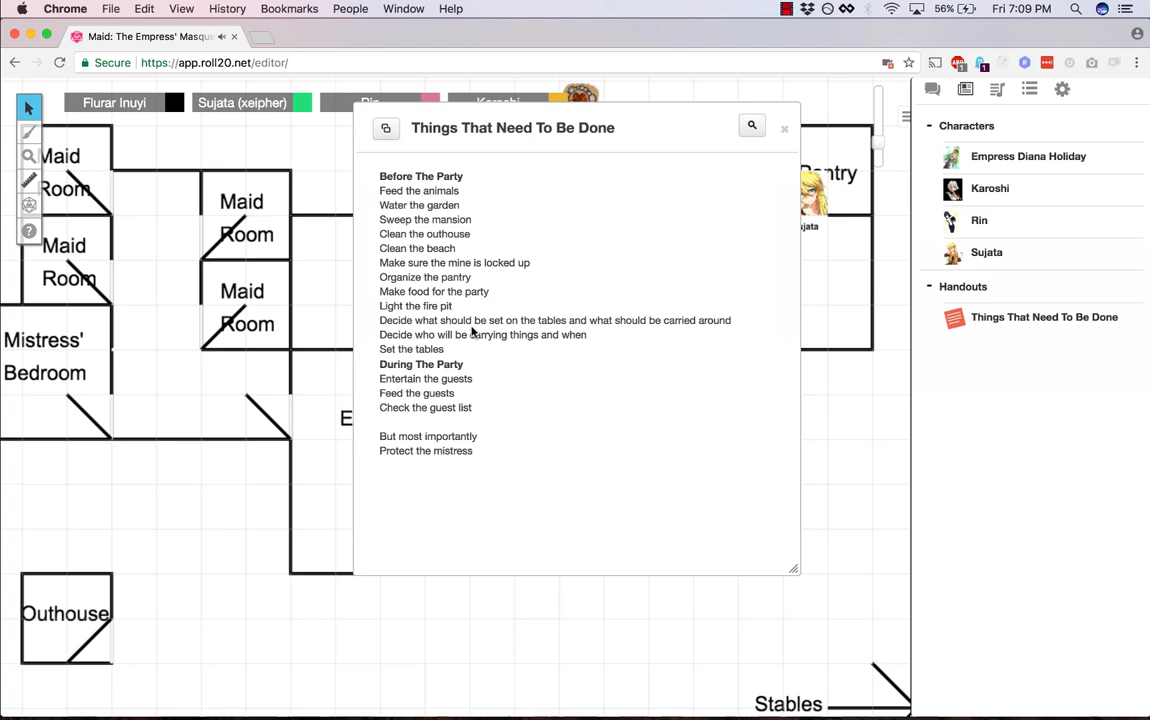 Chrome File Edit View History Bookmarks People Window Help 56% Fri 7:09 PM
Maid: The Empress' Masque
Secure https://app.roll20.net/editor/
Flurar Inuyi Sujata (xeipher) Rin Karoshi
Things That Need To Be Done
Before The Party
Feed the animals
Water the garden
Sweep the mansion
Clean the outhouse
Clean the beach
Make sure the mine is locked up
Organize the pantry
Make food for the party
Light the fire pit
Decide what should be set on the tables and what should be carried around
Decide who will be carrying things and when
Set the tables
During The Party
Entertain the guests
Feed the guests
Check the guest list
But most importantly
Protect the mistress
Maid
Room
Maid
Room
Maid
Room
Maid
Room
Mistress'
Bedroom
E
Pantry
jata
Outhouse
Stables
Characters
Empress Diana Holiday
Karoshi
Rin
Sujata
Handouts
Things That Need To Be Done